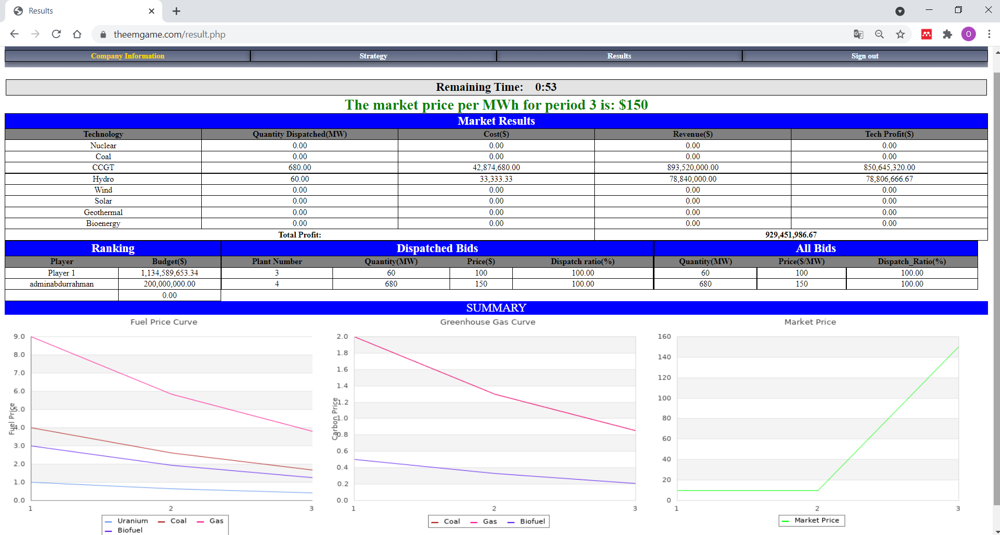 Results
theemgame.com/result.php
O
Company Information Strategy Results Sign out
Remaining Time: 0:53
The market price per MWh for period 3 is: $150
Market Results
Technology Quantity Dispatched(MW) Cost($) Revenue($) Tech Profit($)
Nuclear 0.00 0.00 0.00 0.00
Coal 0.00 0.00 0.00 0.00
CCGT 680.00 42,874,680.00 893,520,000.00 850,645,320.00
Hydro 60.00 33,333.33 78,840,000.00 78,806,666.67
Wind 0.00 0.00 0.00 0.00
Solar 0.00 0.00 0.00 0.00
Geothermal 0.00 0.00 0.00 0.00
Bioenergy 0.00 0.00 0.00 0.00
Total Profit: 929,451,986.67
Ranking Dispatched Bids All Bids
Player Budget($) Plant Number Quantity(MW) Price($) Dispatch ratio(%) Quantity(MW) Price($/MW) Dispatch_Ratio(%)
Player 1 1,134,589,653.34 3 60 100 100.00 60 100 100.00
adminabdurrahman 200,000,000.00 4 680 150 100.00 680 150 100.00
0.00
SUMMARY
Fuel Price Curve
9.0
8.0
7.0
6.0
5.0
4.0
3.0
2.0
1.0
0.0
Fuel Price
1 2 3
Uranium Coal Gas
Biofuel
Greenhouse Gas Curve
2.0
1.8
1.6
1.4
1.2
1.0
0.8
0.6
0.4
0.2
0.0
Carbon Price
1 2 3
Coal Gas Biofuel
Market Price
160
140
120
100
80
60
40
20
0
1 2 3
Market Price